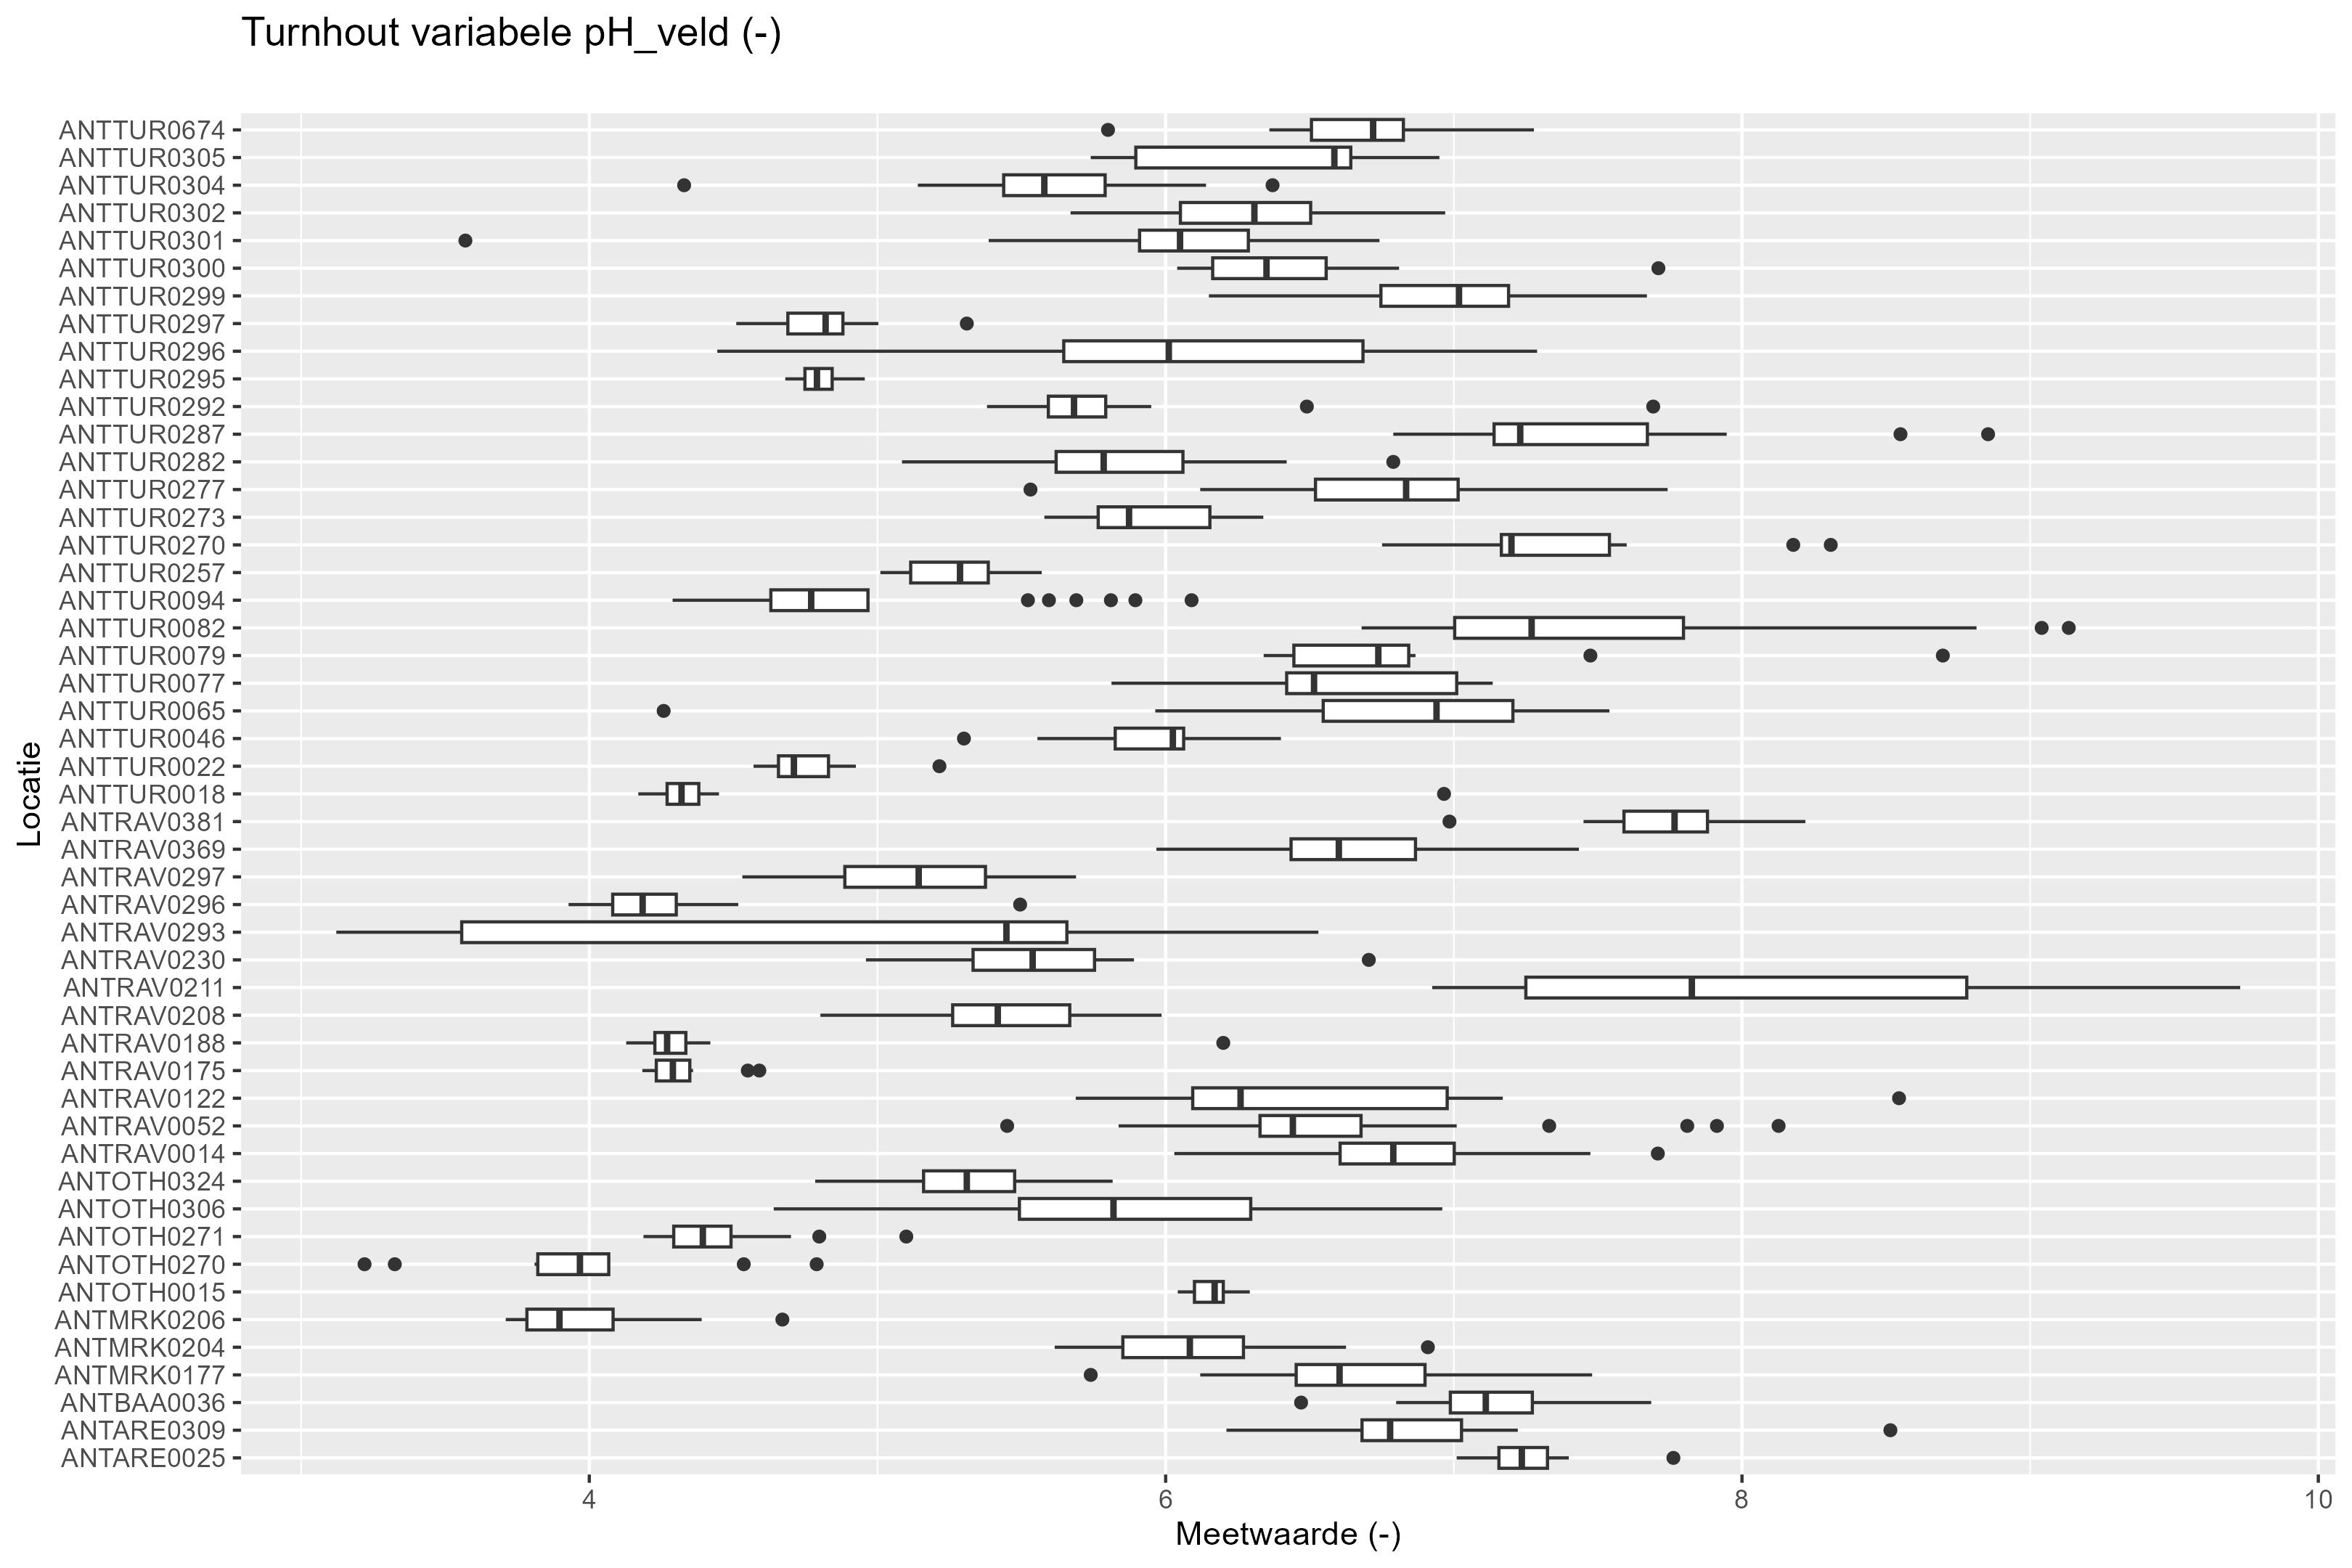 Turnhout variabele pH_veld (-)
ANTTUR0674
ANTTUR0305
ANTTUR0304
ANTTUR0302
ANTTUR0301
ANTTUR0300
ANTTUR0299
ANTTUR0297
ANTTUR0296
ANTTUR0295
ANTTUR0292
ANTTUR0287
ANTTUR0282
ANTTUR0277
ANTTUR0273
ANTTUR0270
ANTTUR0257
ANTTUR0094
ANTTUR0082
ANTTUR0079
ANTTUR0077
ANTTUR0065
ANTTUR0046
ANTTUR0022
ANTTUR0018
ANTRAV0381
ANTRAV0369
ANTRAV0297
ANTRAV0296
ANTRAV0293
ANTRAV0230
ANTRAV0211
ANTRAV0208
ANTRAV0188
ANTRAV0175
ANTRAV0122
ANTRAV0052
ANTRAV0014
ANTOTH0324
ANTOTH0306
ANTOTH0271
ANTOTH0270
ANTOTH0015
ANTMRK0206
ANTMRK0204
ANTMRK0177
ANTBAA0036
ANTARE0309
ANTARE0025
Locatie
4 6 8 10
Meetwaarde (-)